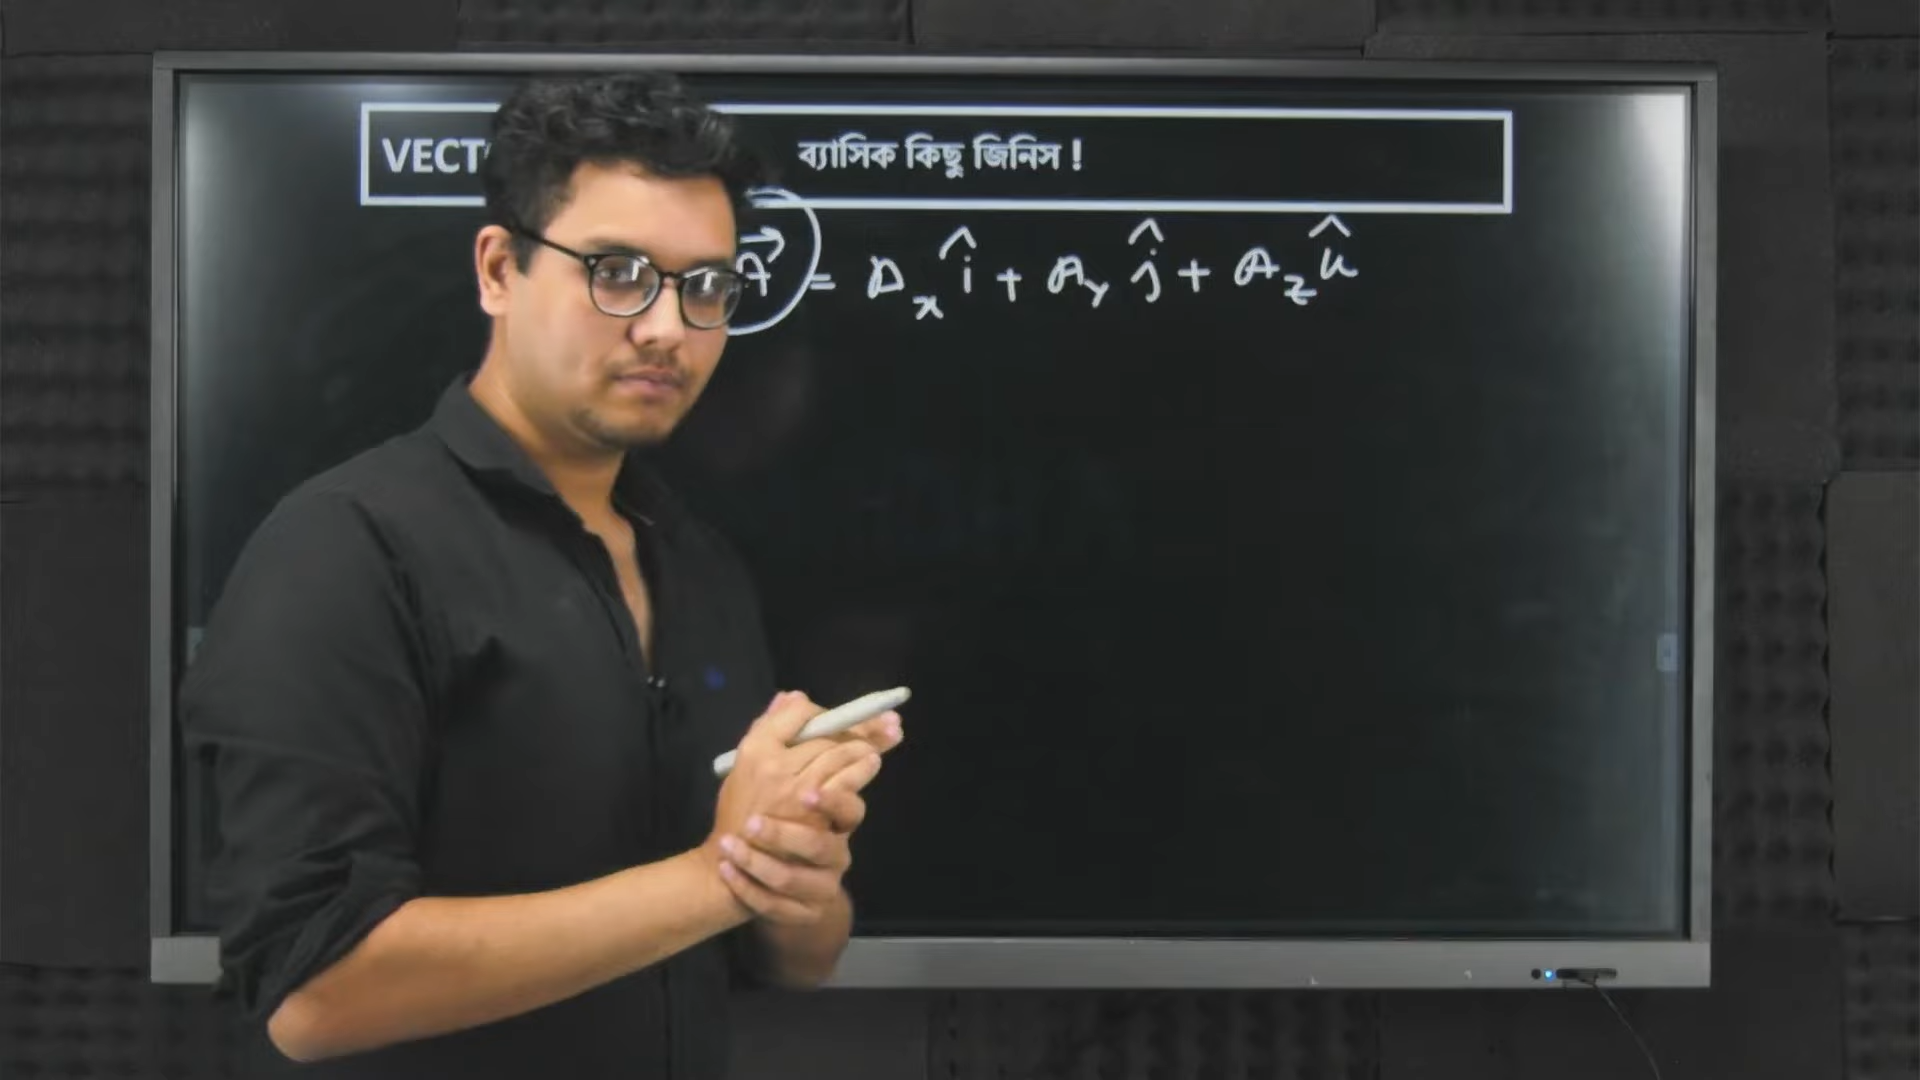 VECT ব্যাসিক কিছু জিনিস !
A⃗ = Aₓ î + Aᵧ ĵ + A_z k̂